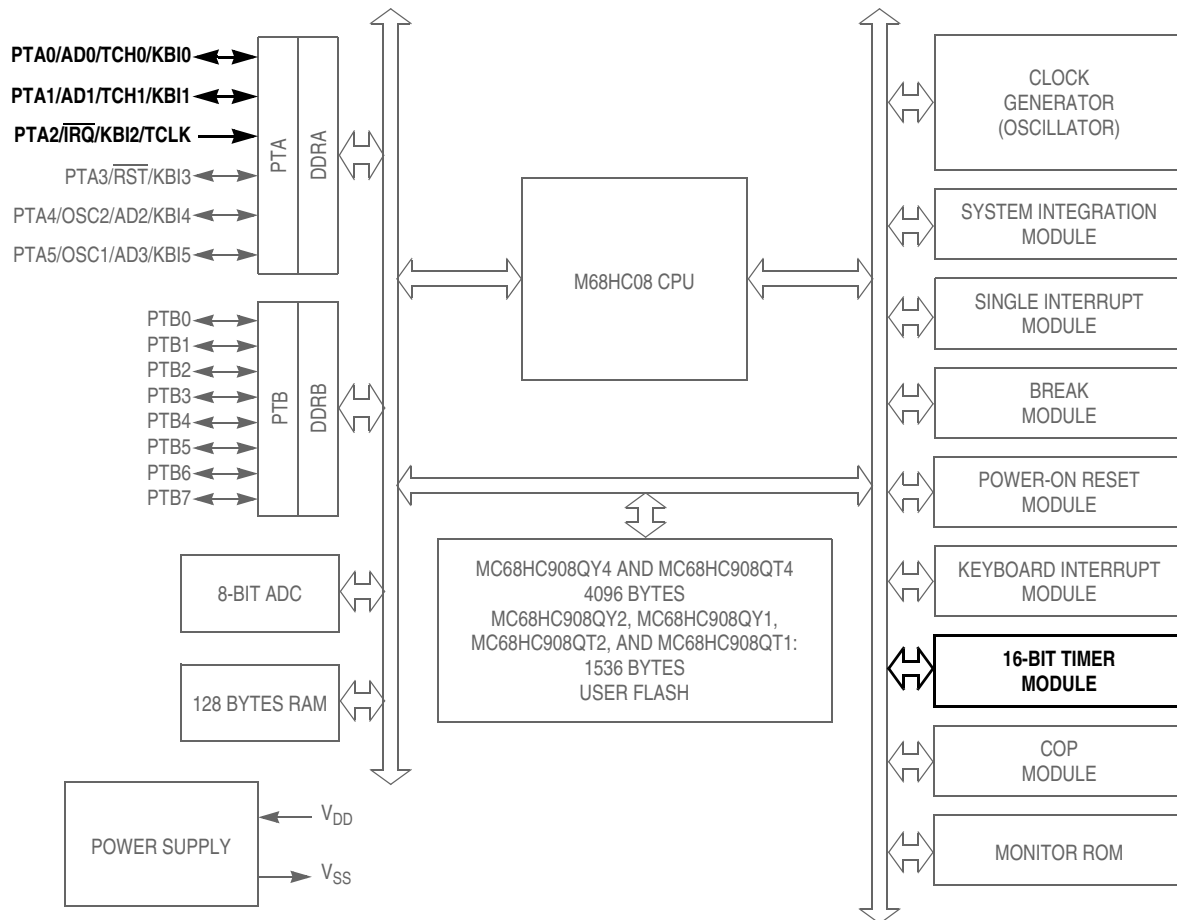 PTA0/AD0/TCH0/KBI0
PTA1/AD1/TCH1/KBI1
PTA2/IRQ/KBI2/TCLK
PTA3/RST/KBI3
PTA4/OSC2/AD2/KBI4
PTA5/OSC1/AD3/KBI5
PTA
DDRA
PTB0
PTB1
PTB2
PTB3
PTB4
PTB5
PTB6
PTB7
PTB
DDRB
8-BIT ADC
128 BYTES RAM
POWER SUPPLY
VDD
VSS
M68HC08 CPU
MC68HC908QY4 AND MC68HC908QT4
4096 BYTES
MC68HC908QY2, MC68HC908QY1,
MC68HC908QT2, AND MC68HC908QT1:
1536 BYTES
USER FLASH
CLOCK
GENERATOR
(OSCILLATOR)
SYSTEM INTEGRATION
MODULE
SINGLE INTERRUPT
MODULE
BREAK
MODULE
POWER-ON RESET
MODULE
KEYBOARD INTERRUPT
MODULE
16-BIT TIMER
MODULE
COP
MODULE
MONITOR ROM